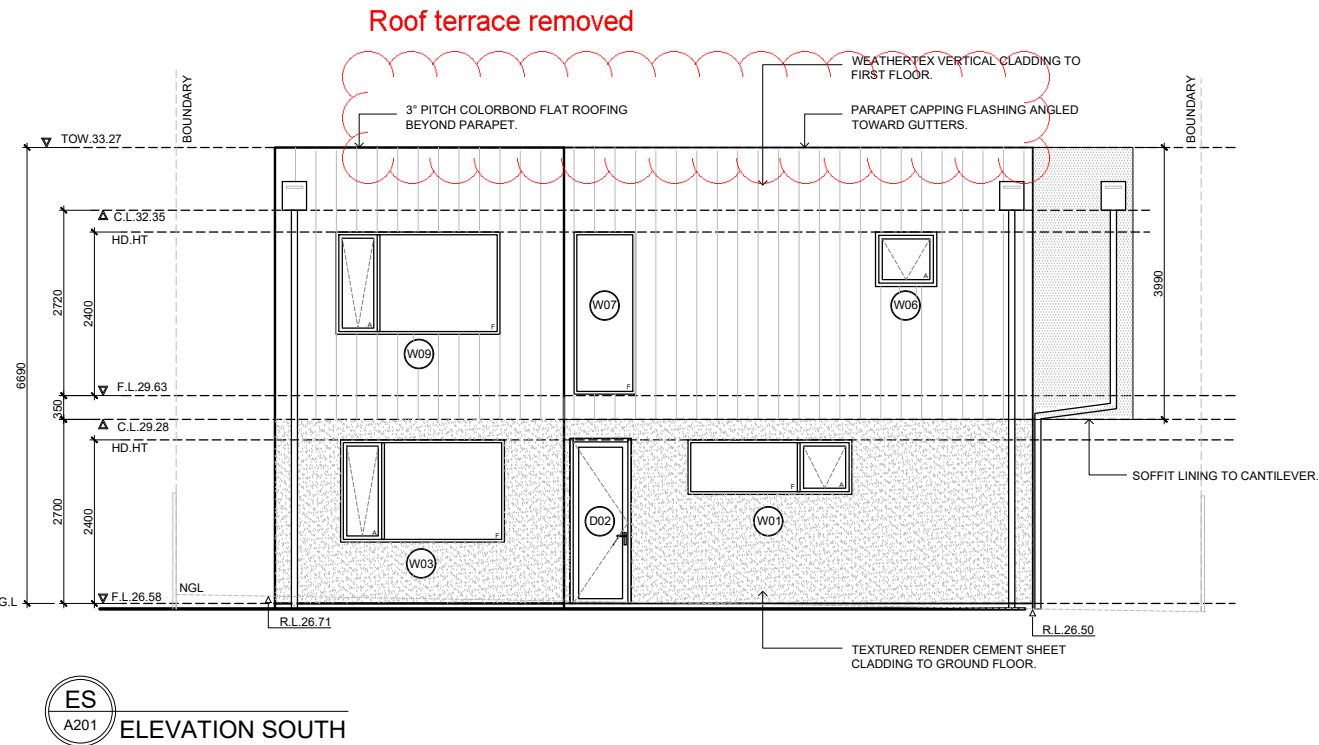 Roof terrace removed
WEATHERTEX VERTICAL CLADDING TO
FIRST FLOOR.
BOUNDARY
BOUNDARY
3° PITCH COLORBOND FLAT ROOFING
BEYOND PARAPET.
PARAPET CAPPING FLASHING ANGLED
TOWARD GUTTERS.
TOW.33.27
C.L.32.35
HD.HT
A
F
W09
W07
F
A
W06
2720
2400
3990
6690
F.L.29.63
350
C.L.29.28
HD.HT
SOFFIT LINING TO CANTILEVER.
2700
2400
A
F
W03
D02
F
A
W01
NGL
F.L.26.58
G.L
R.L.26.71
R.L.26.50
TEXTURED RENDER CEMENT SHEET
CLADDING TO GROUND FLOOR.
ES
A201
ELEVATION SOUTH